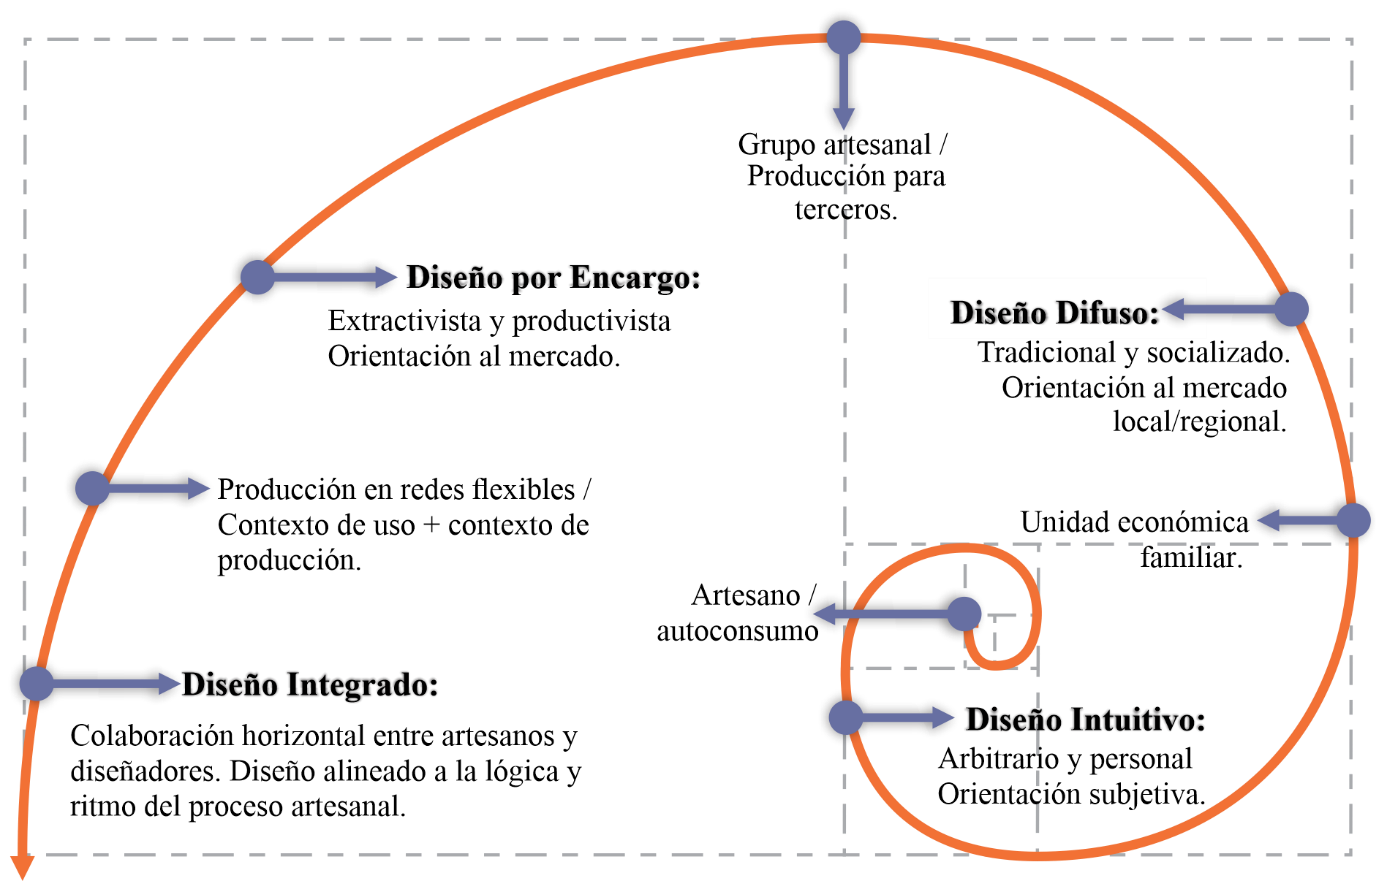 Grupo artesanal /
Producción para
terceros.
Diseño por Encargo:
Extractivista y productivista
Orientación al mercado.
Diseño Difuso:
Tradicional y socializado.
Orientación al mercado
local/regional.
Producción en redes flexibles /
Contexto de uso + contexto de
producción.
Unidad económica
familiar.
Artesano /
autoconsumo
Diseño Integrado:
Colaboración horizontal entre artesanos y
diseñadores. Diseño alineado a la lógica y
ritmo del proceso artesanal.
Diseño Intuitivo:
Arbitrario y personal
Orientación subjetiva.